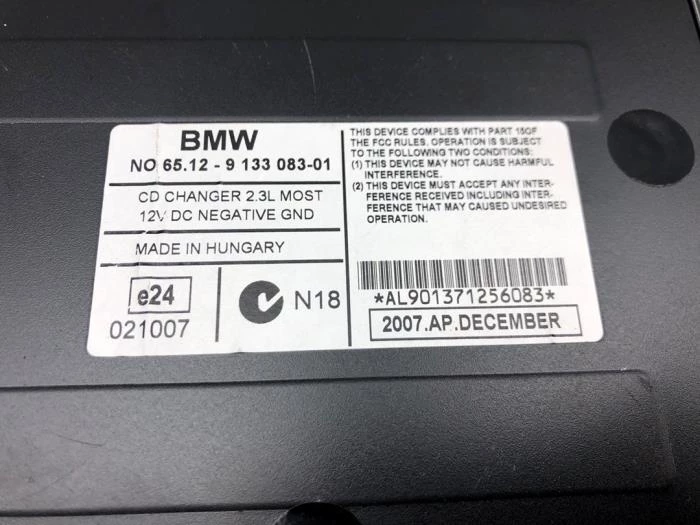 BMW
NO 65.12 - 9 133 083-01
CD CHANGER 2.3L MOST
12V DC NEGATIVE GND
MADE IN HUNGARY
e24
021007
N18
THIS DEVICE COMPLIES WITH PART 15OF
THE FCC RULES. OPERATION IS SUBJECT
TO THE FOLLOWING TWO CONDITIONS:
(1) THIS DEVICE MAY NOT CAUSE HARMFUL
INTERFERENCE.
(2) THIS DEVICE MUST ACCEPT ANY INTER-
FERENCE RECEIVED INCLUDING INTER-
FERENCE THAT MAY CAUSED UNDESIRED
OPERATION.
*AL901371256083*
2007.AP.DECEMBER